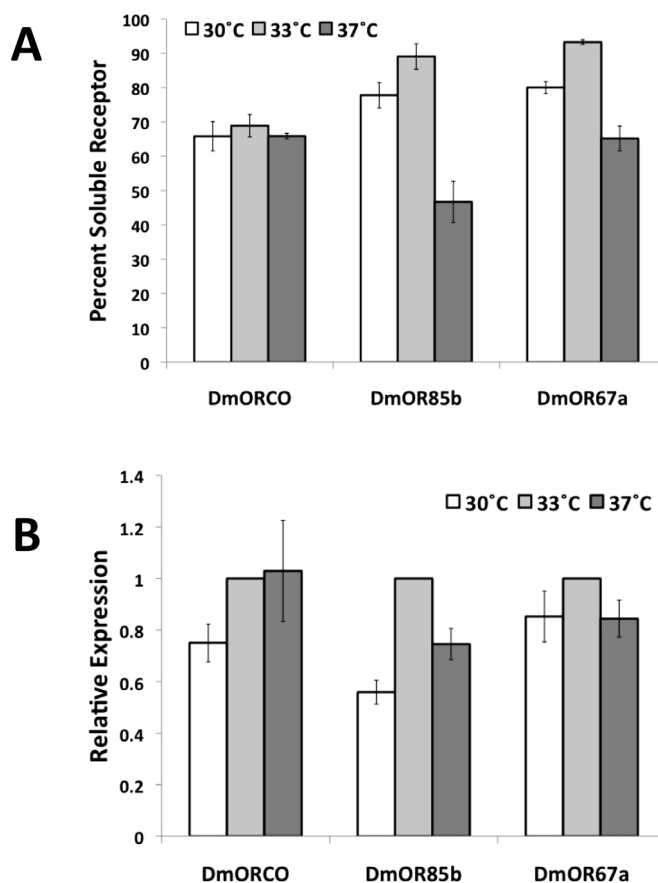 A
30˚C 33˚C 37˚C
Percent Soluble Receptor
100
90
80
70
60
50
40
30
20
10
0
DmORCO DmOR85b DmOR67a
B
30˚C 33˚C 37˚C
Relative Expression
1.4
1.2
1
0.8
0.6
0.4
0.2
0
DmORCO DmOR85b DmOR67a